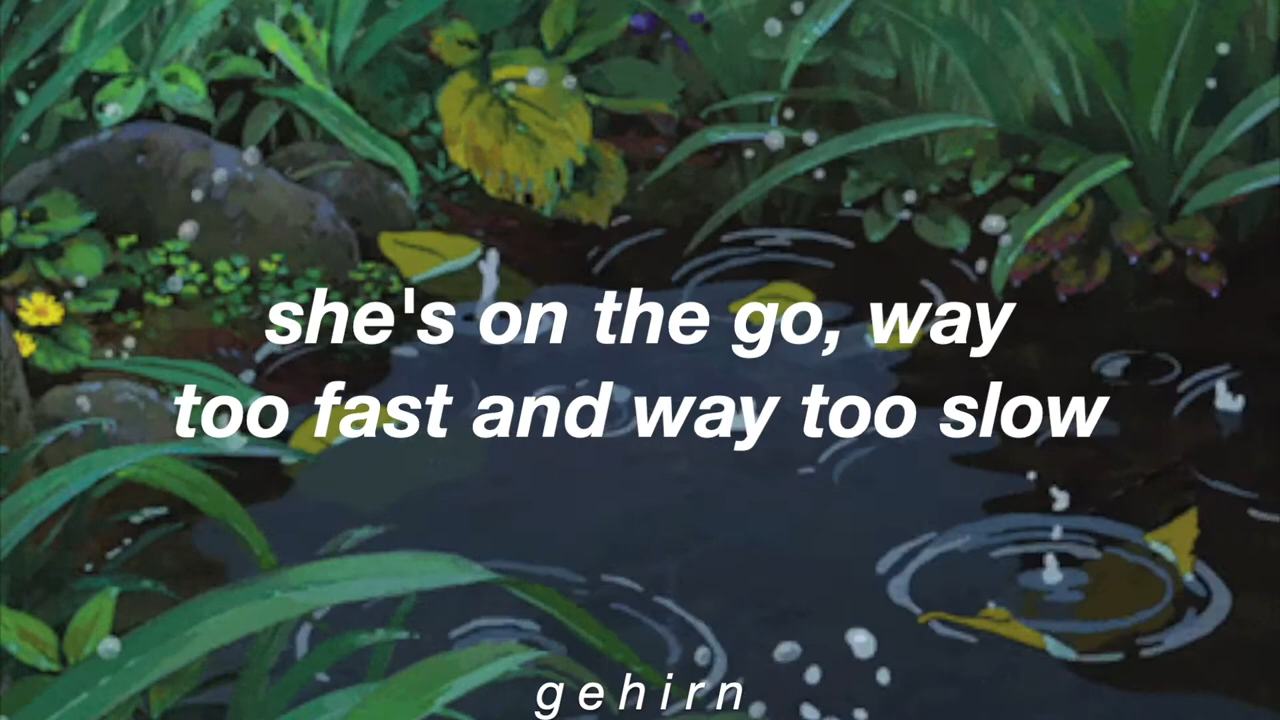 she's on the go, way
too fast and way too slow
gehirn